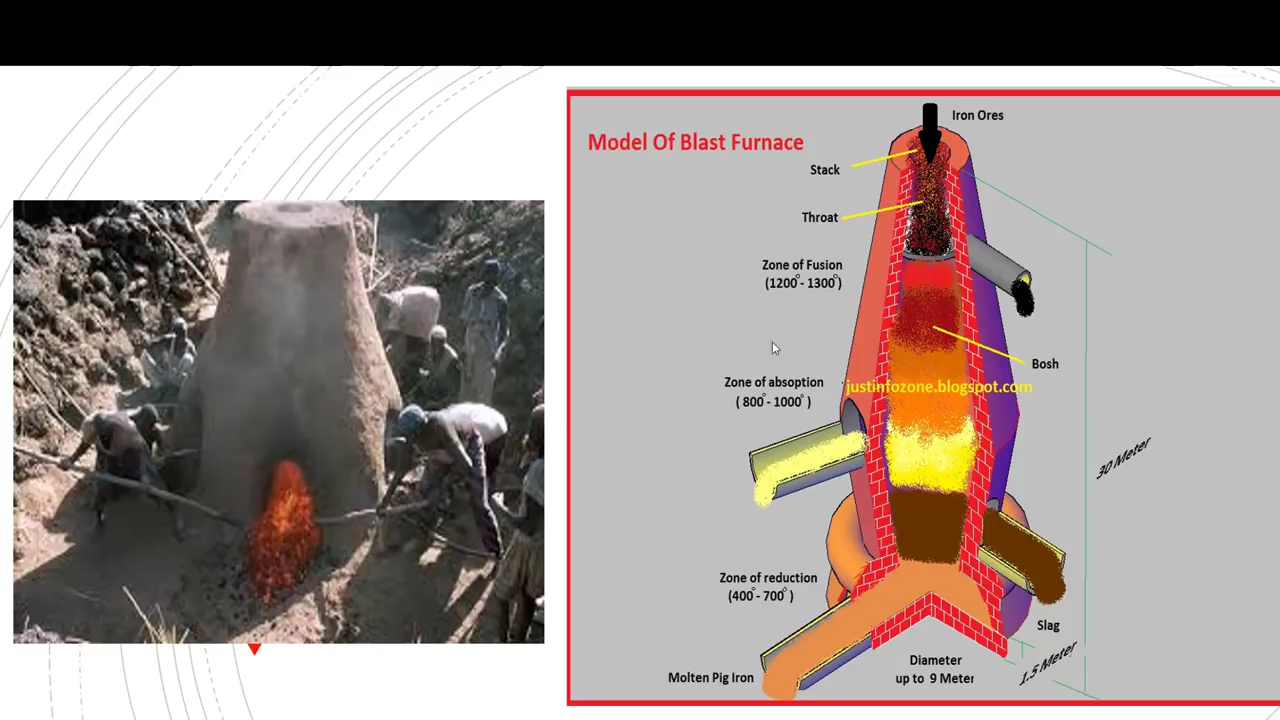 Model Of Blast Furnace
Iron Ores
Stack
Throat
Zone of Fusion
(1200°- 1300°)
Bosh
Zone of absoption
( 800°- 1000° )
justinfozone.blogspot.com
30 Meter
Zone of reduction
(400°- 700° )
Slag
1.5 Meter
Molten Pig Iron
Diameter
up to 9 Meter